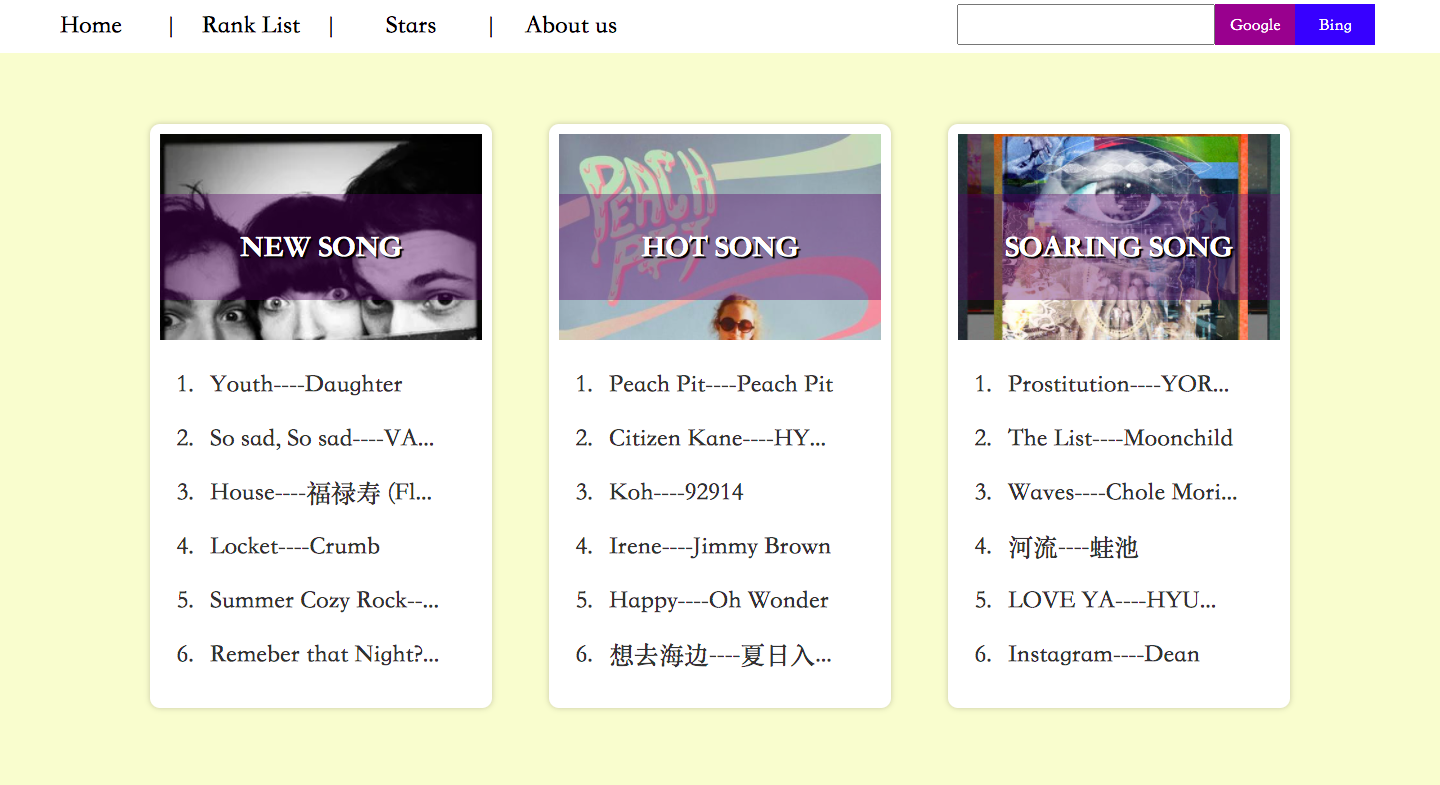 Home | Rank List | Stars | About us Google Bing
PEACH
PIT
NEW SONG
HOT SONG
SOARING SONG
1. Youth----Daughter
2. So sad, So sad----VA...
3. House----福禄寿 (Fl...
4. Locket----Crumb
5. Summer Cozy Rock--...
6. Remeber that Night?...
1. Peach Pit----Peach Pit
2. Citizen Kane----HY...
3. Koh----92914
4. Irene----Jimmy Brown
5. Happy----Oh Wonder
6. 想去海边----夏日入...
1. Prostitution----YOR...
2. The List----Moonchild
3. Waves----Chole Mori...
4. 河流----蛙池
5. LOVE YA----HYU...
6. Instagram----Dean